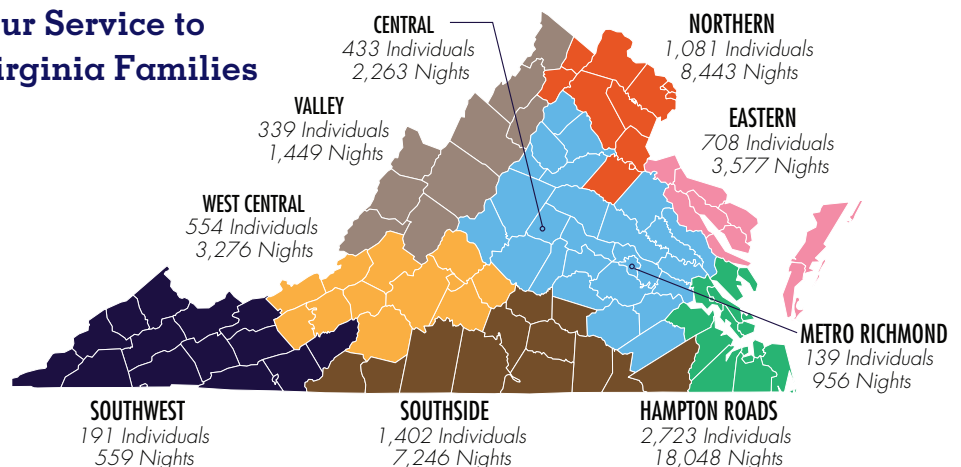 ur Service to
irginia Families
CENTRAL
433 Individuals
2,263 Nights
NORTHERN
1,081 Individuals
8,443 Nights
VALLEY
339 Individuals
1,449 Nights
EASTERN
708 Individuals
3,577 Nights
WEST CENTRAL
554 Individuals
3,276 Nights
METRO RICHMOND
139 Individuals
956 Nights
SOUTHWEST
191 Individuals
559 Nights
SOUTHSIDE
1,402 Individuals
7,246 Nights
HAMPTON ROADS
2,723 Individuals
18,048 Nights